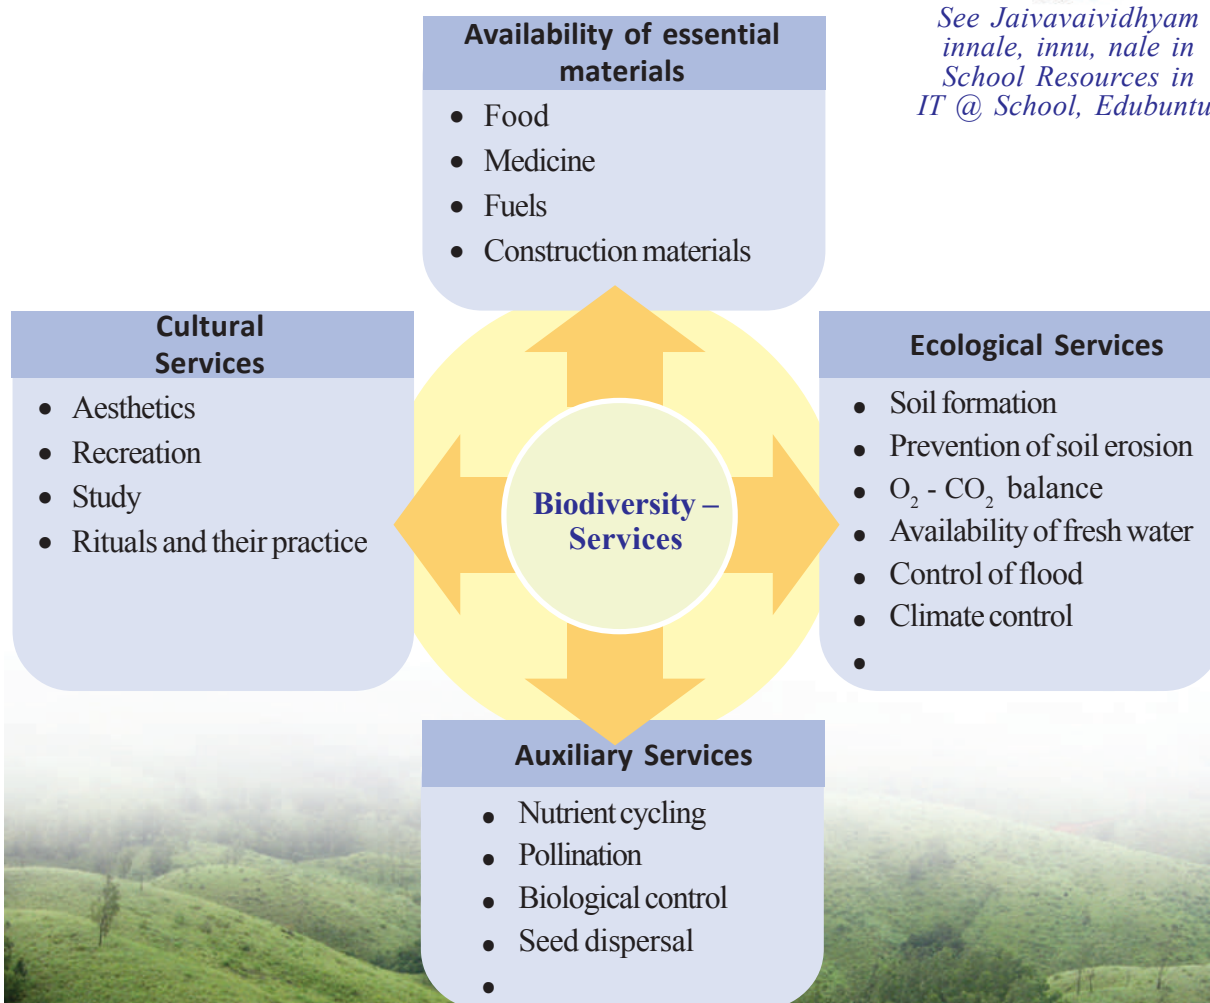 See Jaivavaividhyam
innale, innu, nale in
School Resources in
IT @ School, Edubuntu
Availability of essential
materials
• Food
• Medicine
• Fuels
• Construction materials
Cultural
Services
• Aesthetics
• Recreation
• Study
• Rituals and their practice
Biodiversity –
Services
Ecological Services
• Soil formation
• Prevention of soil erosion
• O₂ - CO₂ balance
• Availability of fresh water
• Control of flood
• Climate control
•
Auxiliary Services
• Nutrient cycling
• Pollination
• Biological control
• Seed dispersal
•